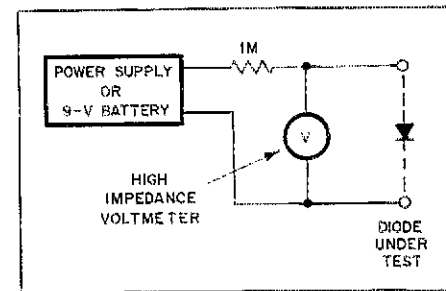 1M
POWER SUPPLY
OR
9-V BATTERY
V
HIGH
IMPEDANCE
VOLTMETER
DIODE
UNDER
TEST